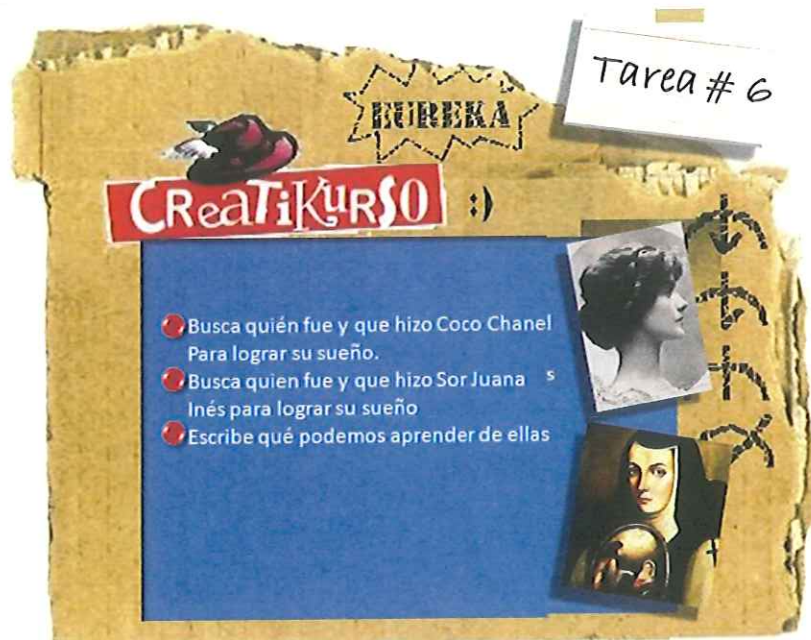 Tarea # 6
EUREKA
CReaTiKuRSO :)
Busca quién fue y que hizo Coco Chanel
Para lograr su sueño.
Busca quien fue y que hizo Sor Juana s
Inés para lograr su sueño
Escribe qué podemos aprender de ellas